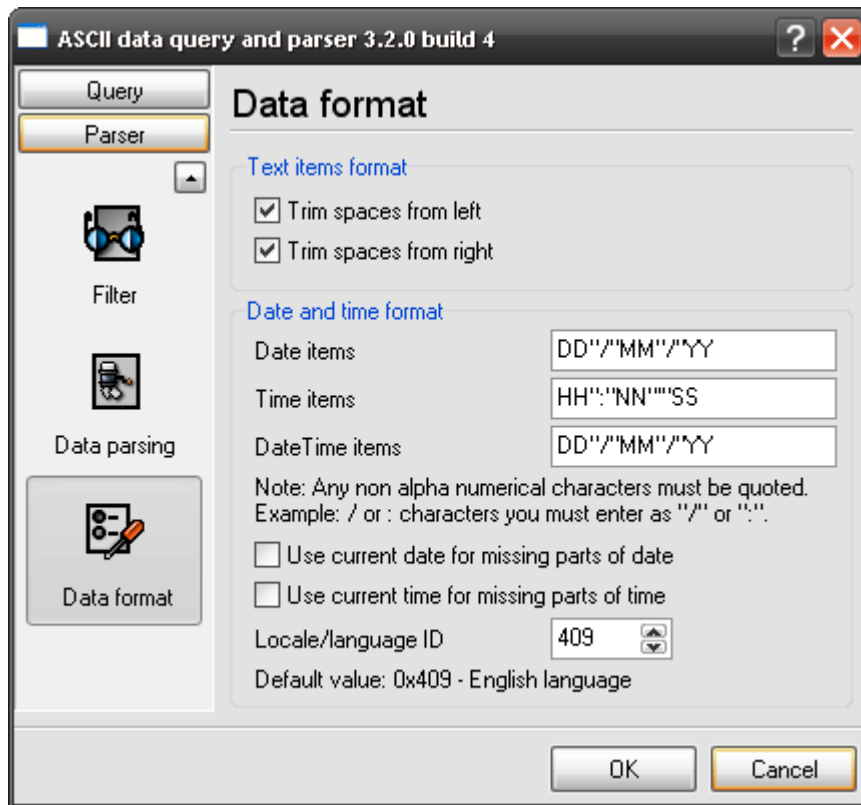 ASCII data query and parser 3.2.0 build 4
Query
Parser
Filter
Data parsing
Data format
Data format
Text items format
Trim spaces from left
Trim spaces from right
Date and time format
Date items
DD"/"MM"/"YY
Time items
HH":"NN""""SS
DateTime items
DD"/"MM"/"YY
Note: Any non alpha numerical characters must be quoted.
Example: / or : characters you must enter as "/" or ":".
Use current date for missing parts of date
Use current time for missing parts of time
Locale/language ID
409
Default value: 0x409 - English language
OK
Cancel